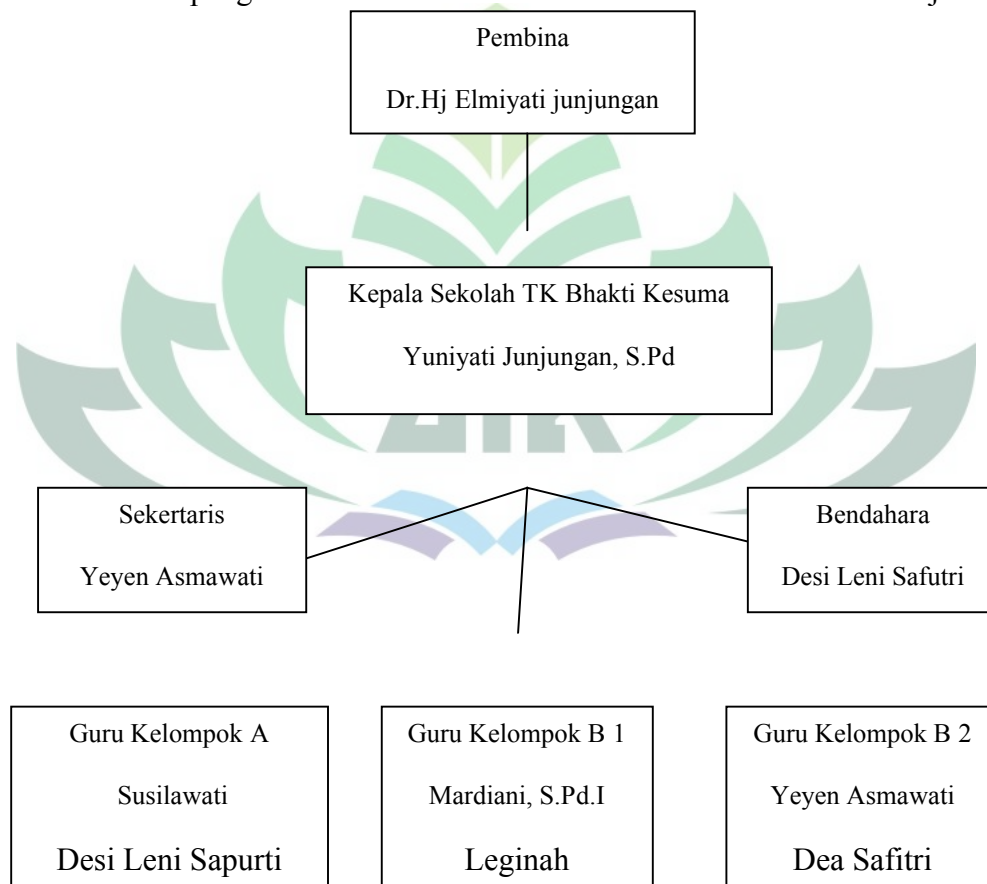 Pembina
Dr.Hj Elmiyati junjungan
Kepala Sekolah TK Bhakti Kesuma
Yuniyati Junjungan, S.Pd
Sekertaris
Yeyen Asmawati
Bendahara
Desi Leni Safutri
Guru Kelompok A
Susilawati
Desi Leni Sapurti
Guru Kelompok B 1
Mardiani, S.Pd.I
Leginah
Guru Kelompok B 2
Yeyen Asmawati
Dea Safitri